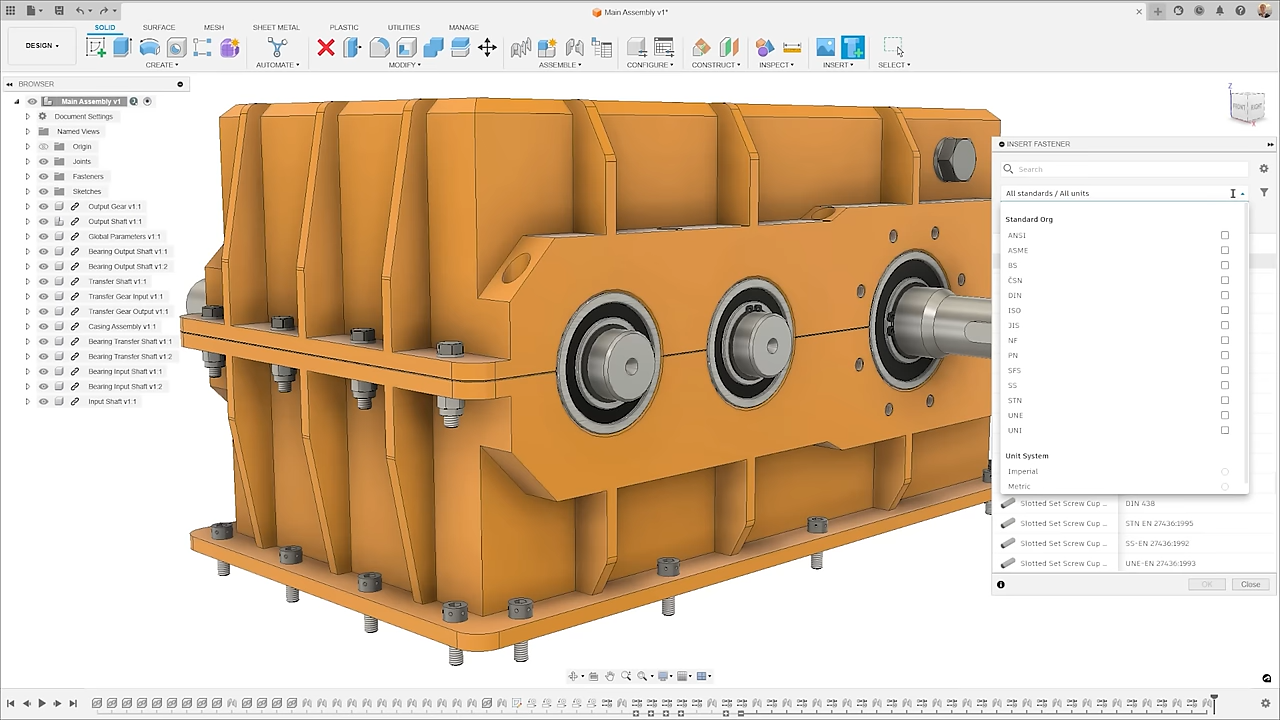 Main Assembly v1*
SOLID SURFACE MESH SHEET METAL PLASTIC UTILITIES MANAGE
DESIGN
CREATE AUTOMATE MODIFY ASSEMBLE CONFIGURE CONSTRUCT INSPECT INSERT SELECT
BROWSER
Main Assembly v1
Document Settings
Named Views
Origin
Joints
Fasteners
Sketches
Output Gear v1:1
Output Shaft v1:1
Global Parameters v1:1
Bearing Output Shaft v1:1
Bearing Output Shaft v1:2
Transfer Shaft v1:1
Transfer Gear Input v1:1
Transfer Gear Output v1:1
Casing Assembly v1:1
Bearing Transfer Shaft v1:1
Bearing Transfer Shaft v1:2
Bearing Input Shaft v1:1
Bearing Input Shaft v1:2
Input Shaft v1:1
Z
FRONT RIGHT
X
INSERT FASTENER
Search
All standards / All units
Standard Org
ANSI
ASME
BS
ČSN
DIN
ISO
JIS
NF
PN
SFS
SS
STN
UNE
UNI
Unit System
Imperial
Metric
Slotted Set Screw Cup ... DIN 438
Slotted Set Screw Cup ... STN EN 27436:1995
Slotted Set Screw Cup ... SS-EN 27436:1992
Slotted Set Screw Cup ... UNE-EN 27436:1993
OK Close